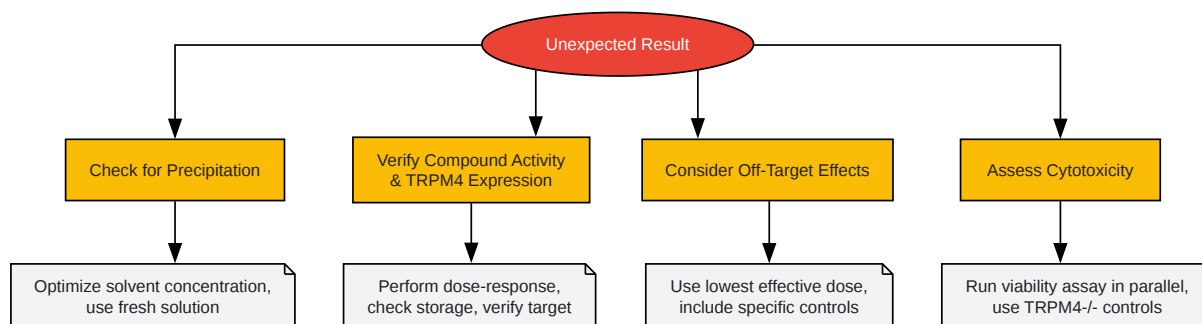 Unexpected Result
Check for Precipitation
Verify Compound Activity
& TRPM4 Expression
Consider Off-Target Effects
Assess Cytotoxicity
Optimize solvent concentration,
use fresh solution
Perform dose-response,
check storage, verify target
Use lowest effective dose,
include specific controls
Run viability assay in parallel,
use TRPM4-/- controls